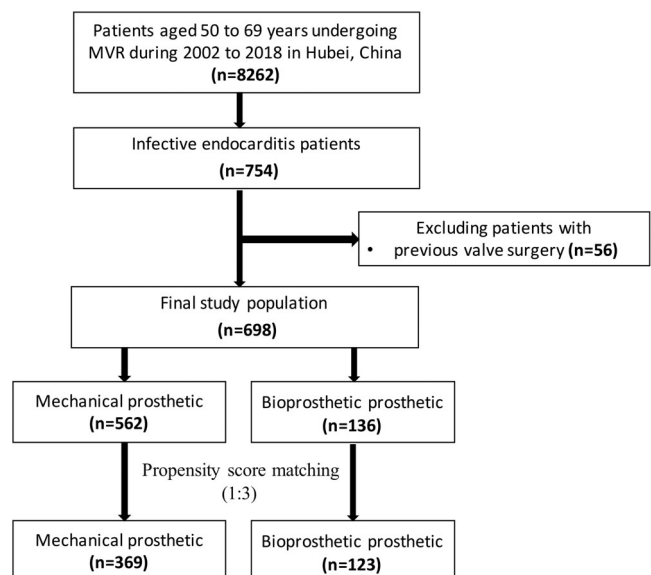 Patients aged 50 to 69 years undergoing
MVR during 2002 to 2018 in Hubei, China
(n=8262)
Infective endocarditis patients
(n=754)
Excluding patients with
• previous valve surgery (n=56)
Final study population
(n=698)
Mechanical prosthetic
(n=562)
Bioprosthetic prosthetic
(n=136)
Propensity score matching
(1:3)
Mechanical prosthetic
(n=369)
Bioprosthetic prosthetic
(n=123)